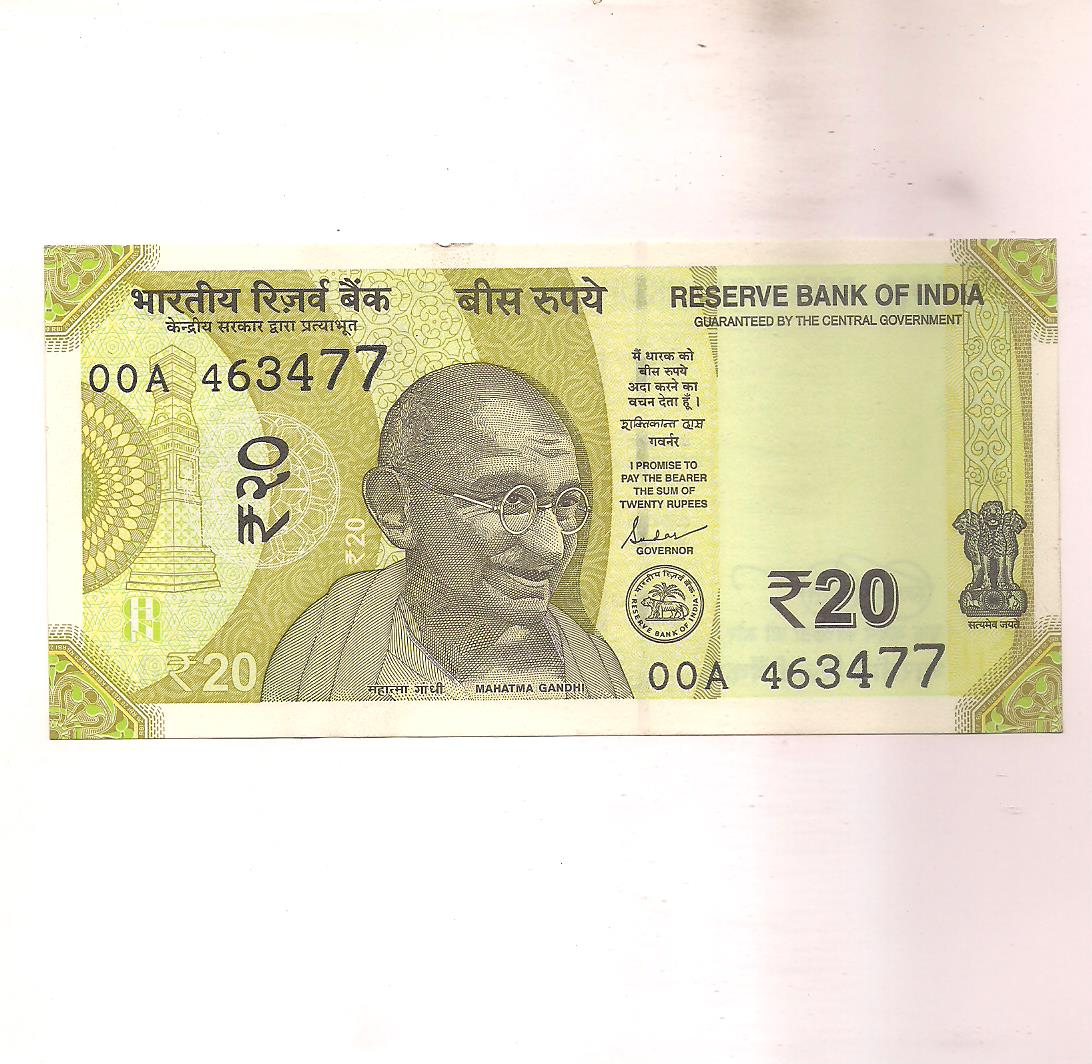 भारतीय रिज़र्व बैंक
केन्द्रीय सरकार द्वारा प्रत्याभूत
बीस रुपये
RESERVE BANK OF INDIA
GUARANTEED BY THE CENTRAL GOVERNMENT
00A 463477
₹२०
₹20
₹20
मैं धारक को
बीस रुपये
अदा करने का
वचन देता हूँ ।
शक्तिकान्त दास
गवर्नर
I PROMISE TO
PAY THE BEARER
THE SUM OF
TWENTY RUPEES
GOVERNOR
भारतीय रिज़र्व बैंक
RESERVE BANK OF INDIA
₹20
सत्यमेव जयते
00A 463477
महात्मा गांधी
MAHATMA GANDHI